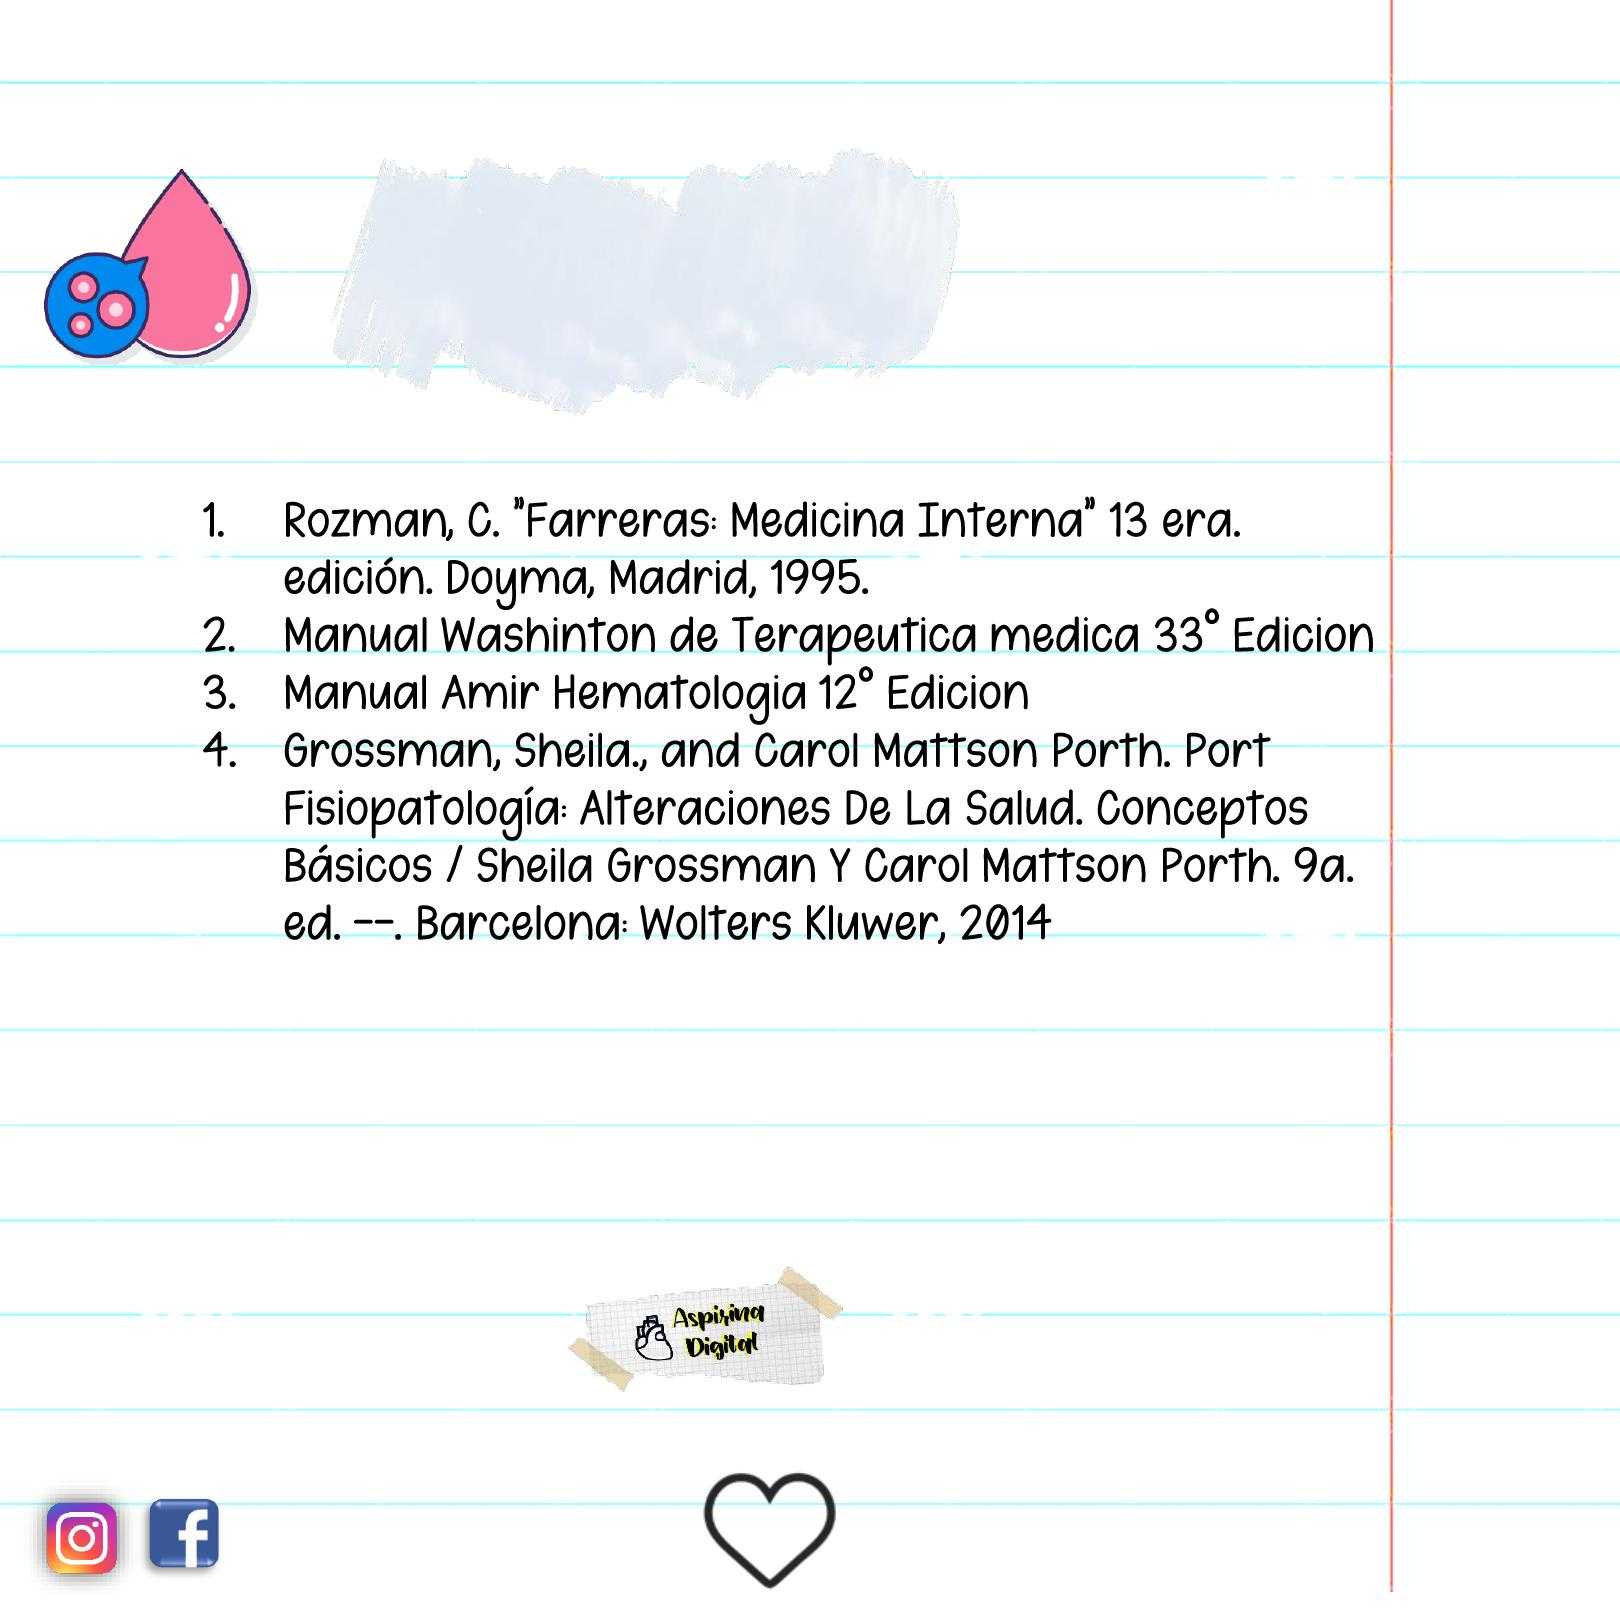 1. Rozman, C. "Farreras: Medicina Interna" 13 era.
edición. Doyma, Madrid, 1995.
2. Manual Washinton de Terapeutica medica 33° Edicion
3. Manual Amir Hematologia 12° Edicion
4. Grossman, Sheila., and Carol Mattson Porth. Port
Fisiopatología: Alteraciones De La Salud. Conceptos
Básicos / Sheila Grossman Y Carol Mattson Porth. 9a.
ed. --. Barcelona: Wolters Kluwer, 2014
Aspirina
Digital